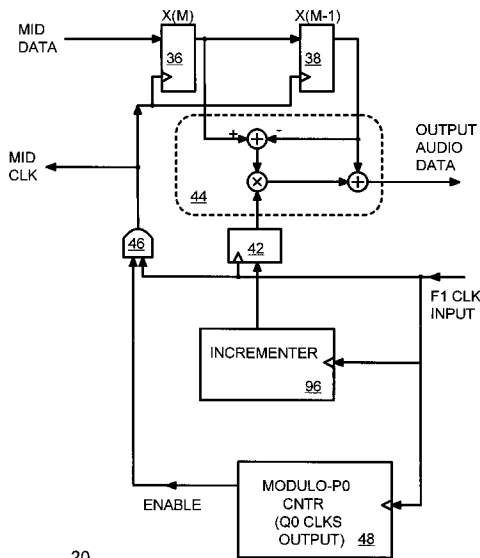 X(M)
X(M-1)
MID
DATA
36
38
+
-
+
OUTPUT
AUDIO
DATA
×
+
MID
CLK
44
46
42
F1 CLK
INPUT
INCREMENTER
96
ENABLE
MODULO-P0
CNTR
(Q0 CLKS
OUTPUT)
48
20